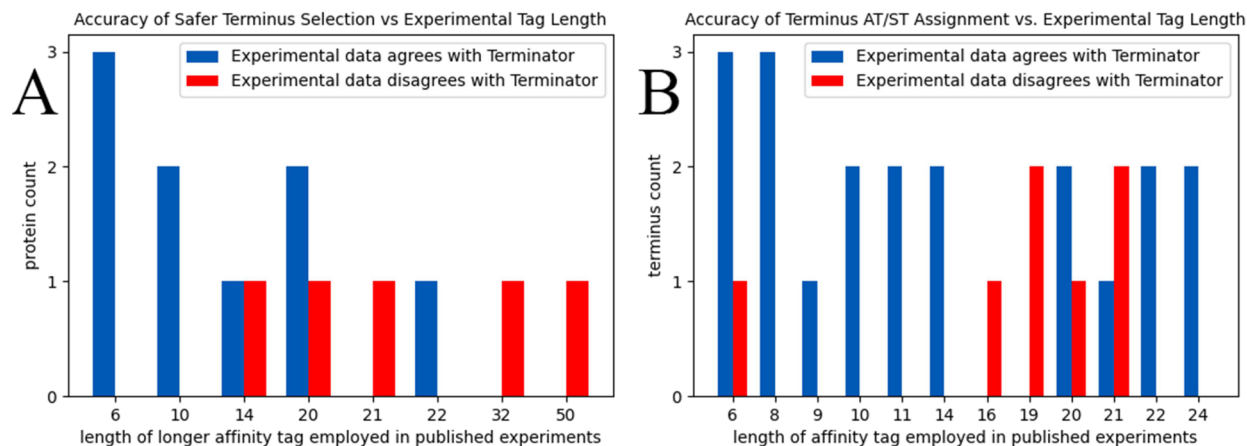 Accuracy of Safer Terminus Selection vs Experimental Tag Length
A
Experimental data agrees with Terminator
Experimental data disagrees with Terminator
protein count
3
2
1
0
6 10 14 20 21 22 32 50
length of longer affinity tag employed in published experiments
Accuracy of Terminus AT/ST Assignment vs. Experimental Tag Length
B
Experimental data agrees with Terminator
Experimental data disagrees with Terminator
terminus count
3
2
1
0
6 8 9 10 11 14 16 19 20 21 22 24
length of affinity tag employed in published experiments